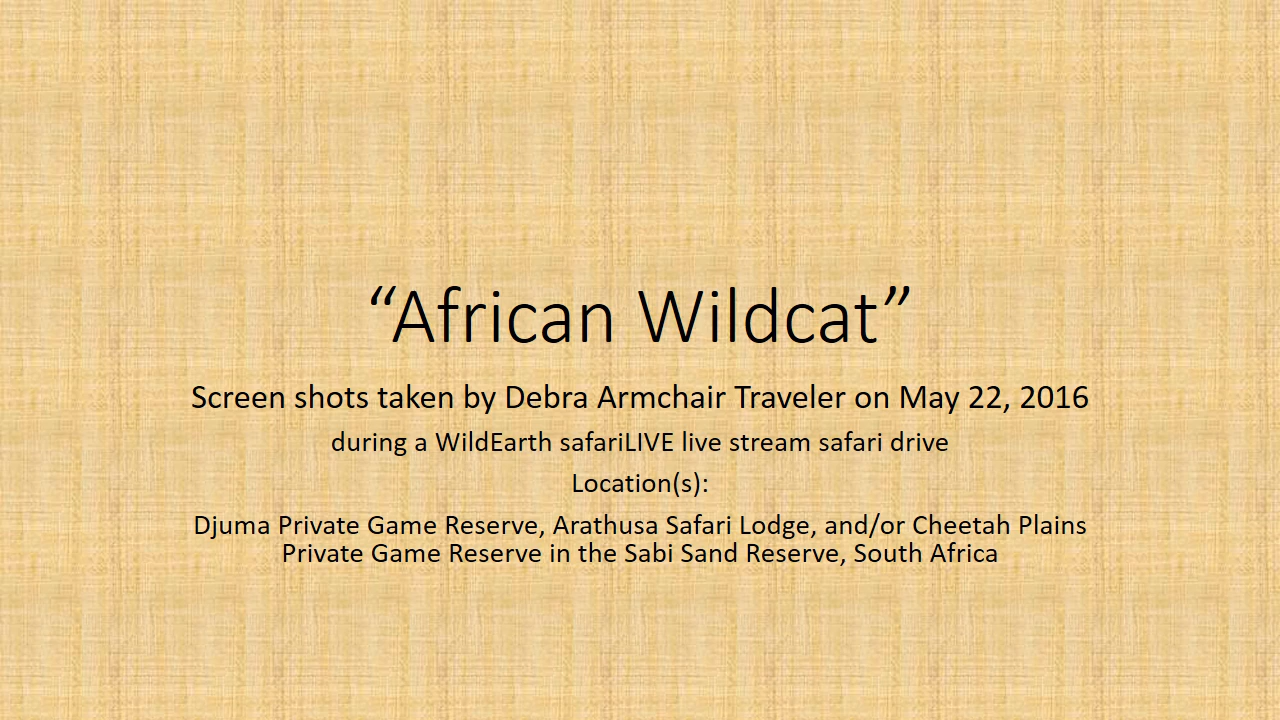 “African Wildcat”
Screen shots taken by Debra Armchair Traveler on May 22, 2016
during a WildEarth safariLIVE live stream safari drive
Location(s):
Djuma Private Game Reserve, Arathusa Safari Lodge, and/or Cheetah Plains
Private Game Reserve in the Sabi Sand Reserve, South Africa